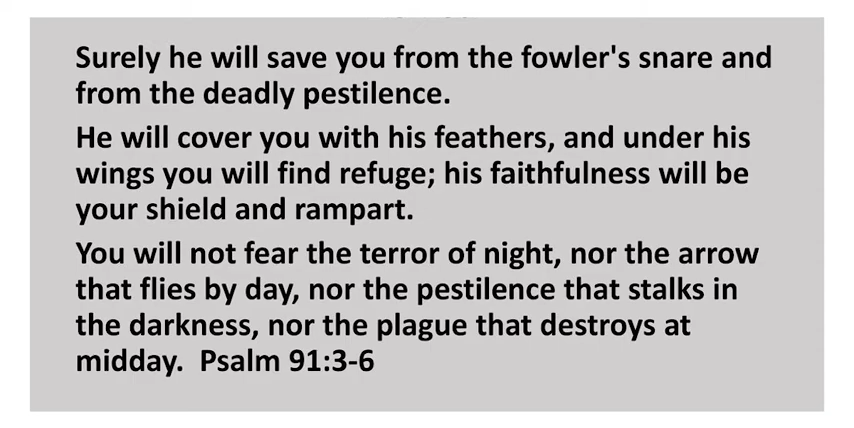 Surely he will save you from the fowler's snare and
from the deadly pestilence.
He will cover you with his feathers, and under his
wings you will find refuge; his faithfulness will be
your shield and rampart.
You will not fear the terror of night, nor the arrow
that flies by day, nor the pestilence that stalks in
the darkness, nor the plague that destroys at
midday.  Psalm 91:3-6